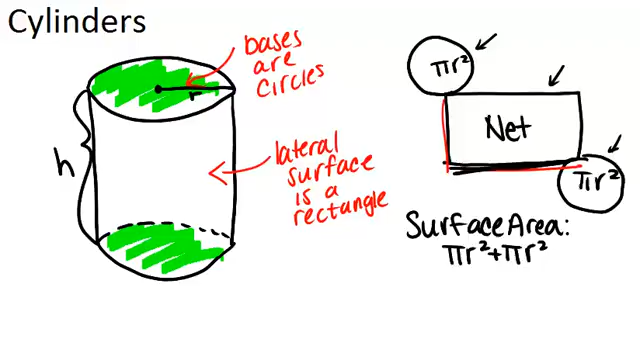 Cylinders
bases
are
circles
r
h
lateral
surface
is a
rectangle
πr²
Net
πr²
Surface Area:
πr²+πr²